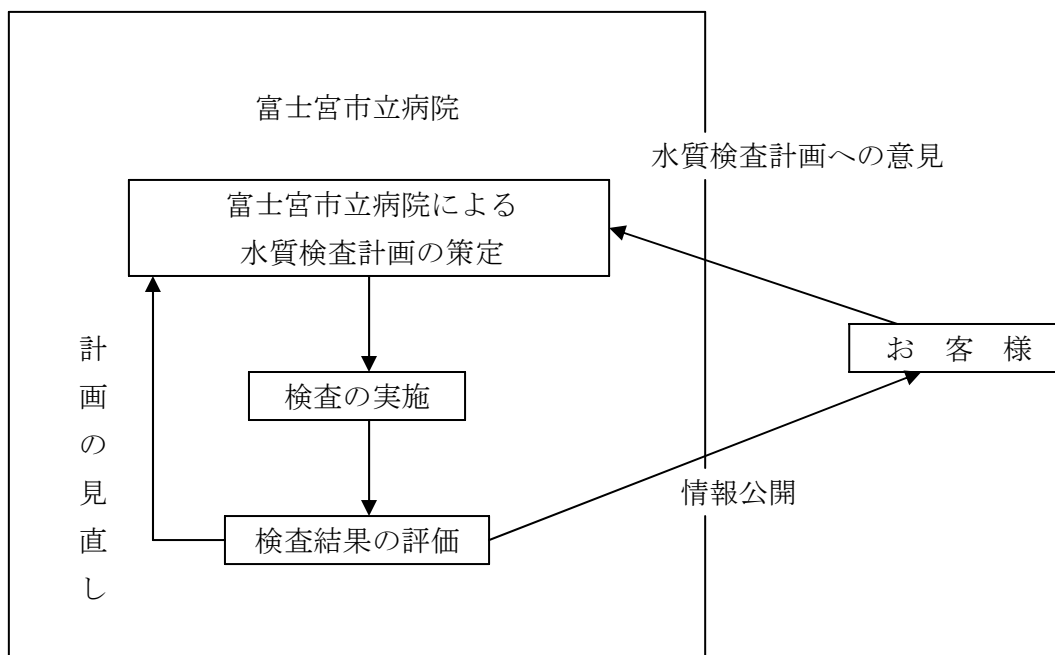 富士宮市立病院
水質検査計画への意見
富士宮市立病院による
水質検査計画の策定
お　客　様
計画の見直し
検査の実施
情報公開
検査結果の評価